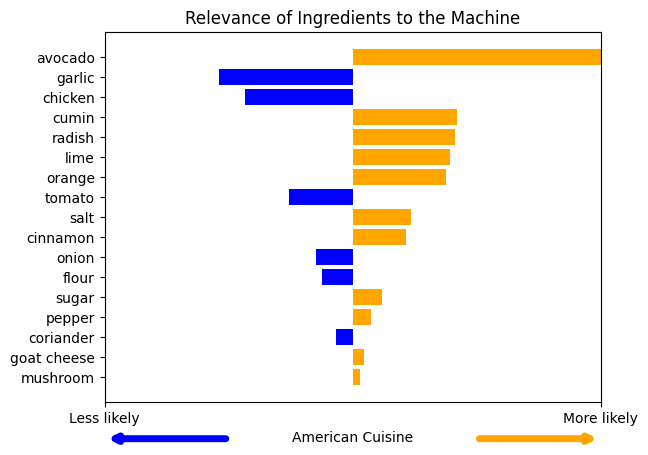 Relevance of Ingredients to the Machine
avocado
garlic
chicken
cumin
radish
lime
orange
tomato
salt
cinnamon
onion
flour
sugar
pepper
coriander
goat cheese
mushroom
Less likely
More likely
American Cuisine